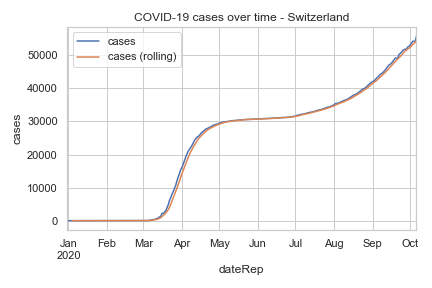 COVID-19 cases over time - Switzerland
cases
cases (rolling)
50000
40000
30000
20000
10000
0
cases
Jan Feb Mar Apr May Jun Jul Aug Sep Oct
2020
dateRep